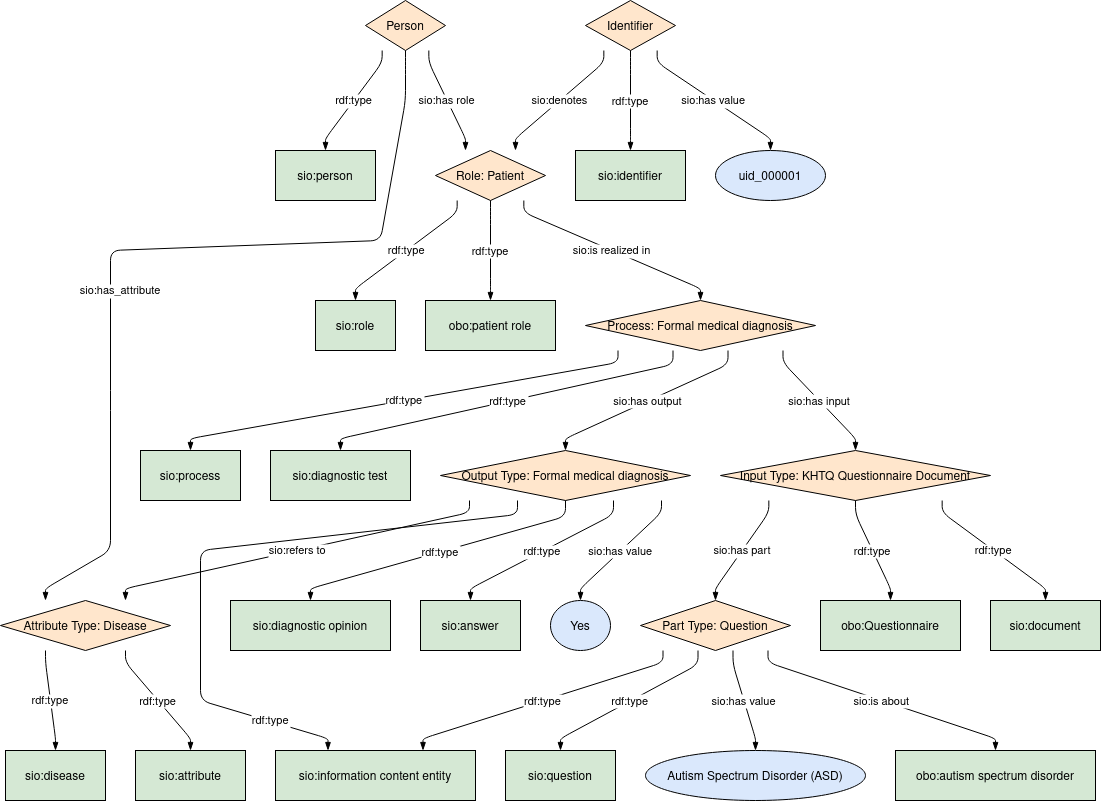 Person
Identifier
rdf:type
sio:has role
sio:denotes
rdf:type
sio:has value
sio:person
Role: Patient
sio:identifier
uid_000001
rdf:type
rdf:type
sio:is realized in
sio:has_attribute
sio:role
obo:patient role
Process: Formal medical diagnosis
rdf:type
rdf:type
sio:has output
sio:has input
sio:process
sio:diagnostic test
Output Type: Formal medical diagnosis
Input Type: KHTQ Questionnaire Document
sio:refers to
rdf:type
rdf:type
sio:has value
sio:has part
rdf:type
rdf:type
Attribute Type: Disease
sio:diagnostic opinion
sio:answer
Yes
Part Type: Question
obo:Questionnaire
sio:document
rdf:type
rdf:type
rdf:type
rdf:type
rdf:type
sio:has value
sio:is about
sio:disease
sio:attribute
sio:information content entity
sio:question
Autism Spectrum Disorder (ASD)
obo:autism spectrum disorder